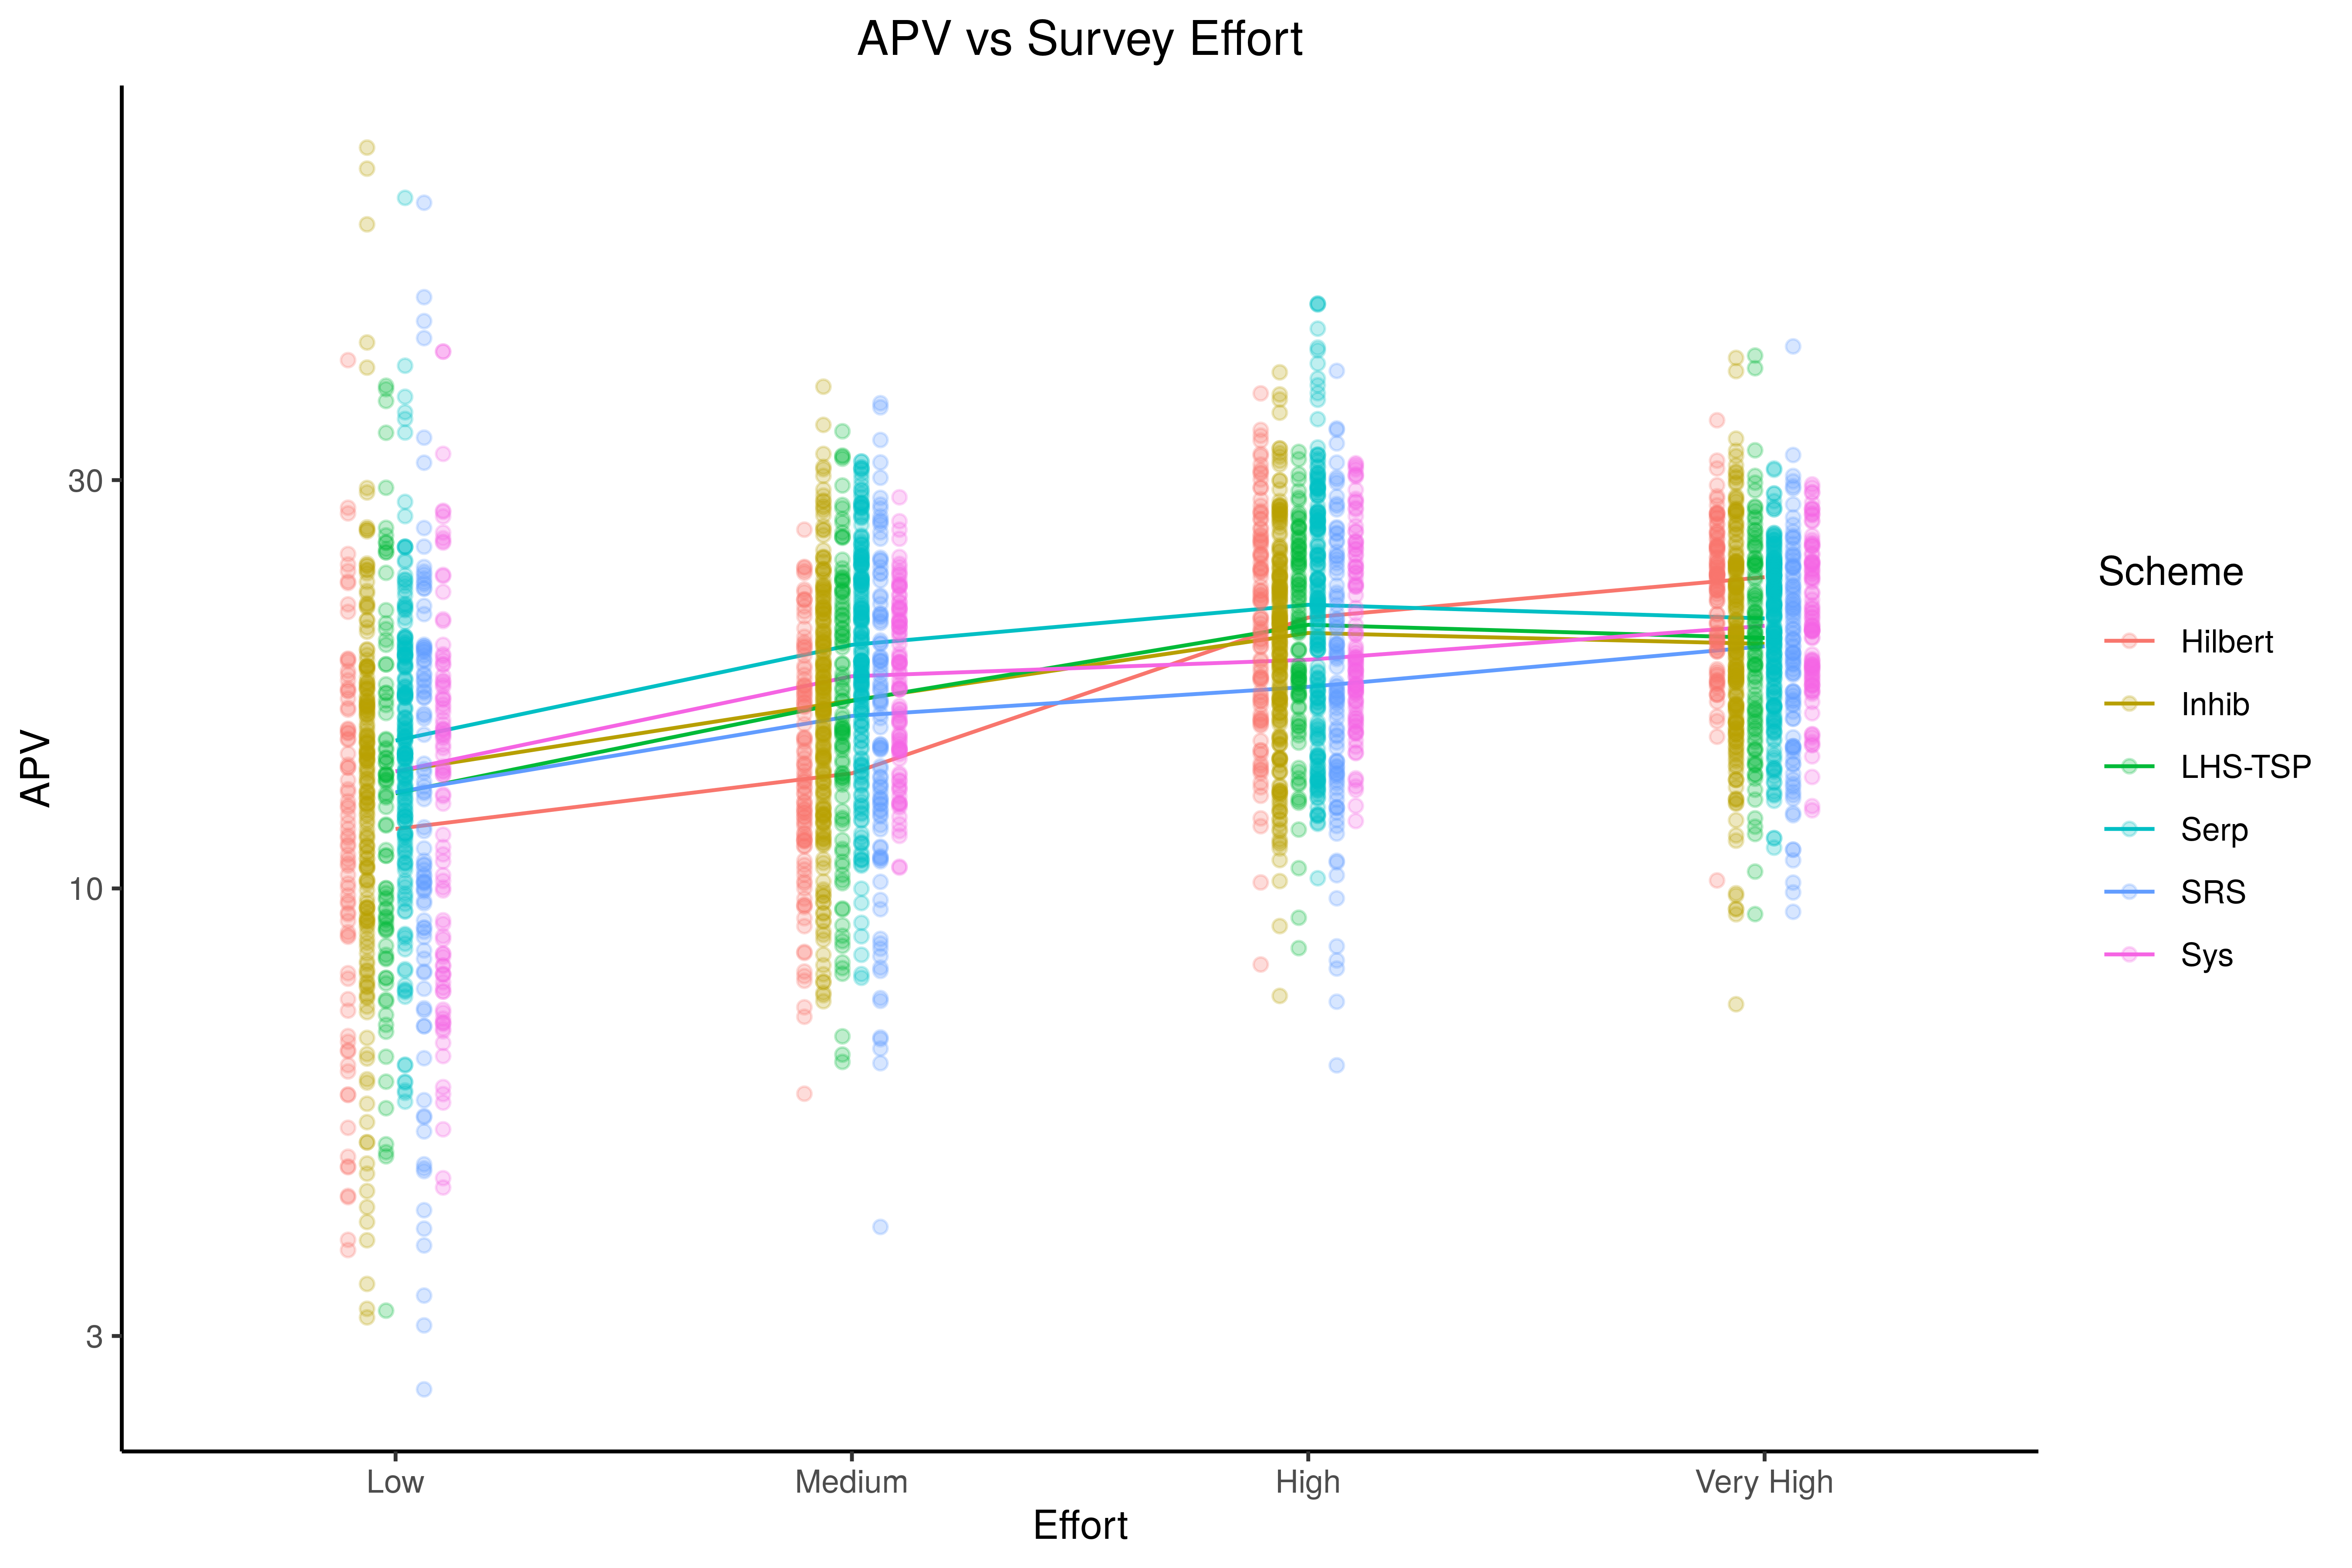 APV vs Survey Effort
APV
30
10
3
Low Medium High Very High
Effort
Scheme
Hilbert
Inhib
LHS-TSP
Serp
SRS
Sys